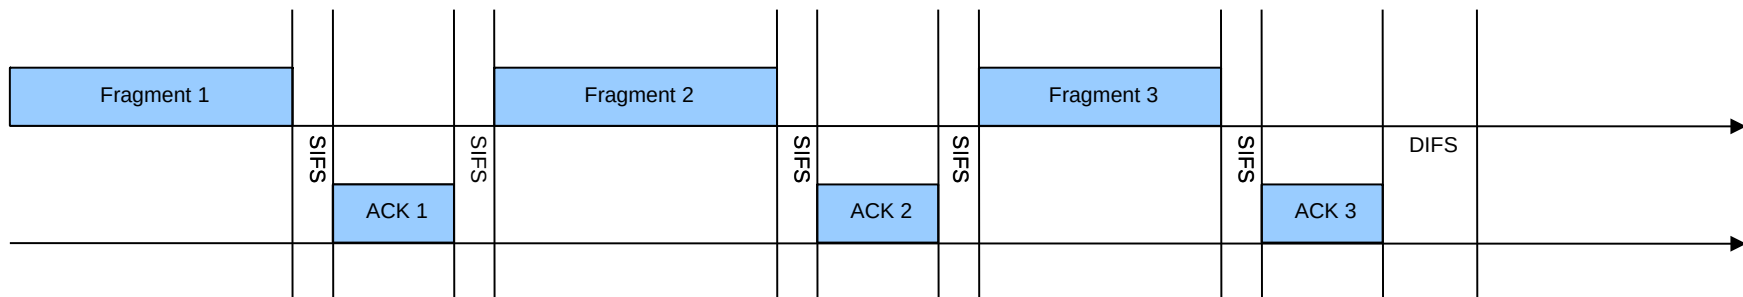 Fragment 1
Fragment 2
Fragment 3
SIFS
SIFS
SIFS
SIFS
SIFS
DIFS
ACK 1
ACK 2
ACK 3